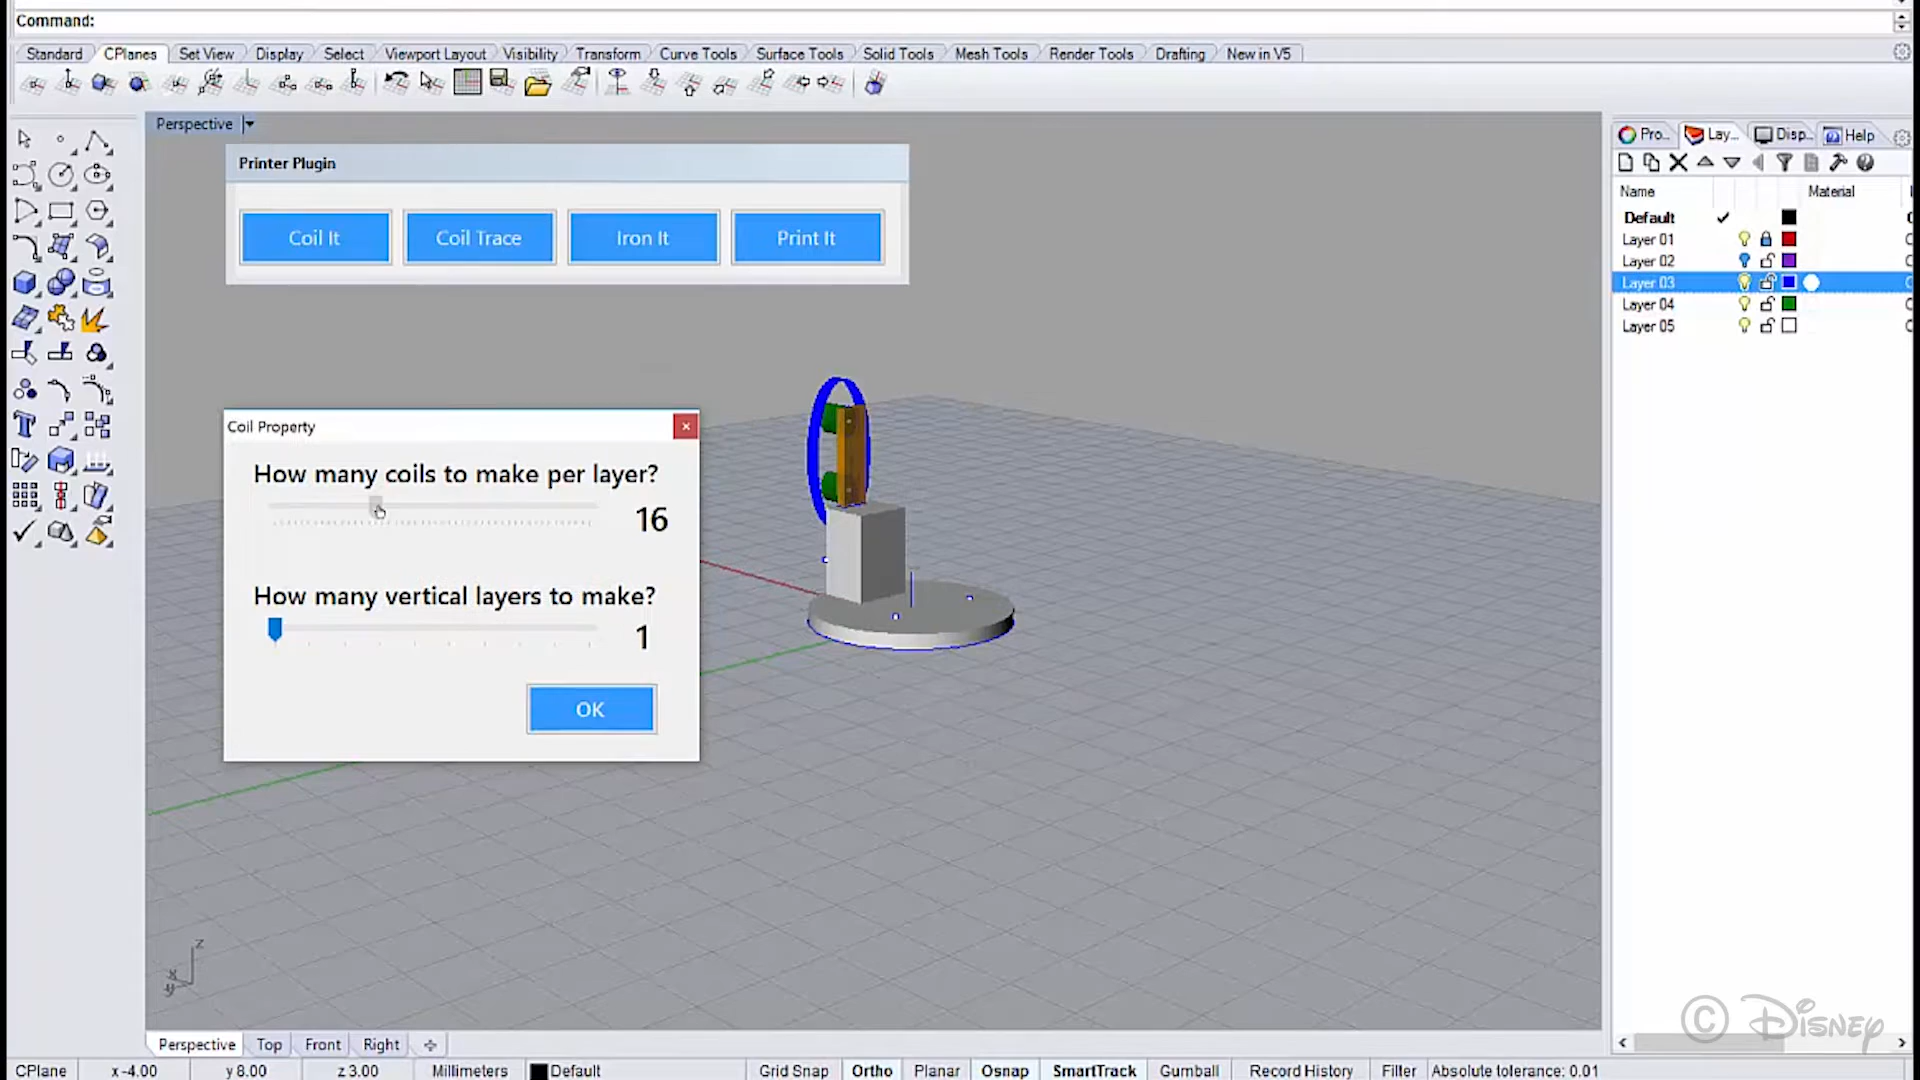 Command:
Standard CPlanes Set View Display Select Viewport Layout Visibility Transform Curve Tools Surface Tools Solid Tools Mesh Tools Render Tools Drafting New in V5
Perspective
Printer Plugin
Coil It Coil Trace Iron It Print It
Coil Property
How many coils to make per layer?
16
How many vertical layers to make?
1
OK
z
x
y
Pro... Lay... Disp... Help
Name Material
Default
Layer 01
Layer 02
Layer 03
Layer 04
Layer 05
© Disney
Perspective Top Front Right
CPlane x -4.00 y 8.00 z 3.00 Millimeters Default Grid Snap Ortho Planar Osnap SmartTrack Gumball Record History Filter Absolute tolerance: 0.01